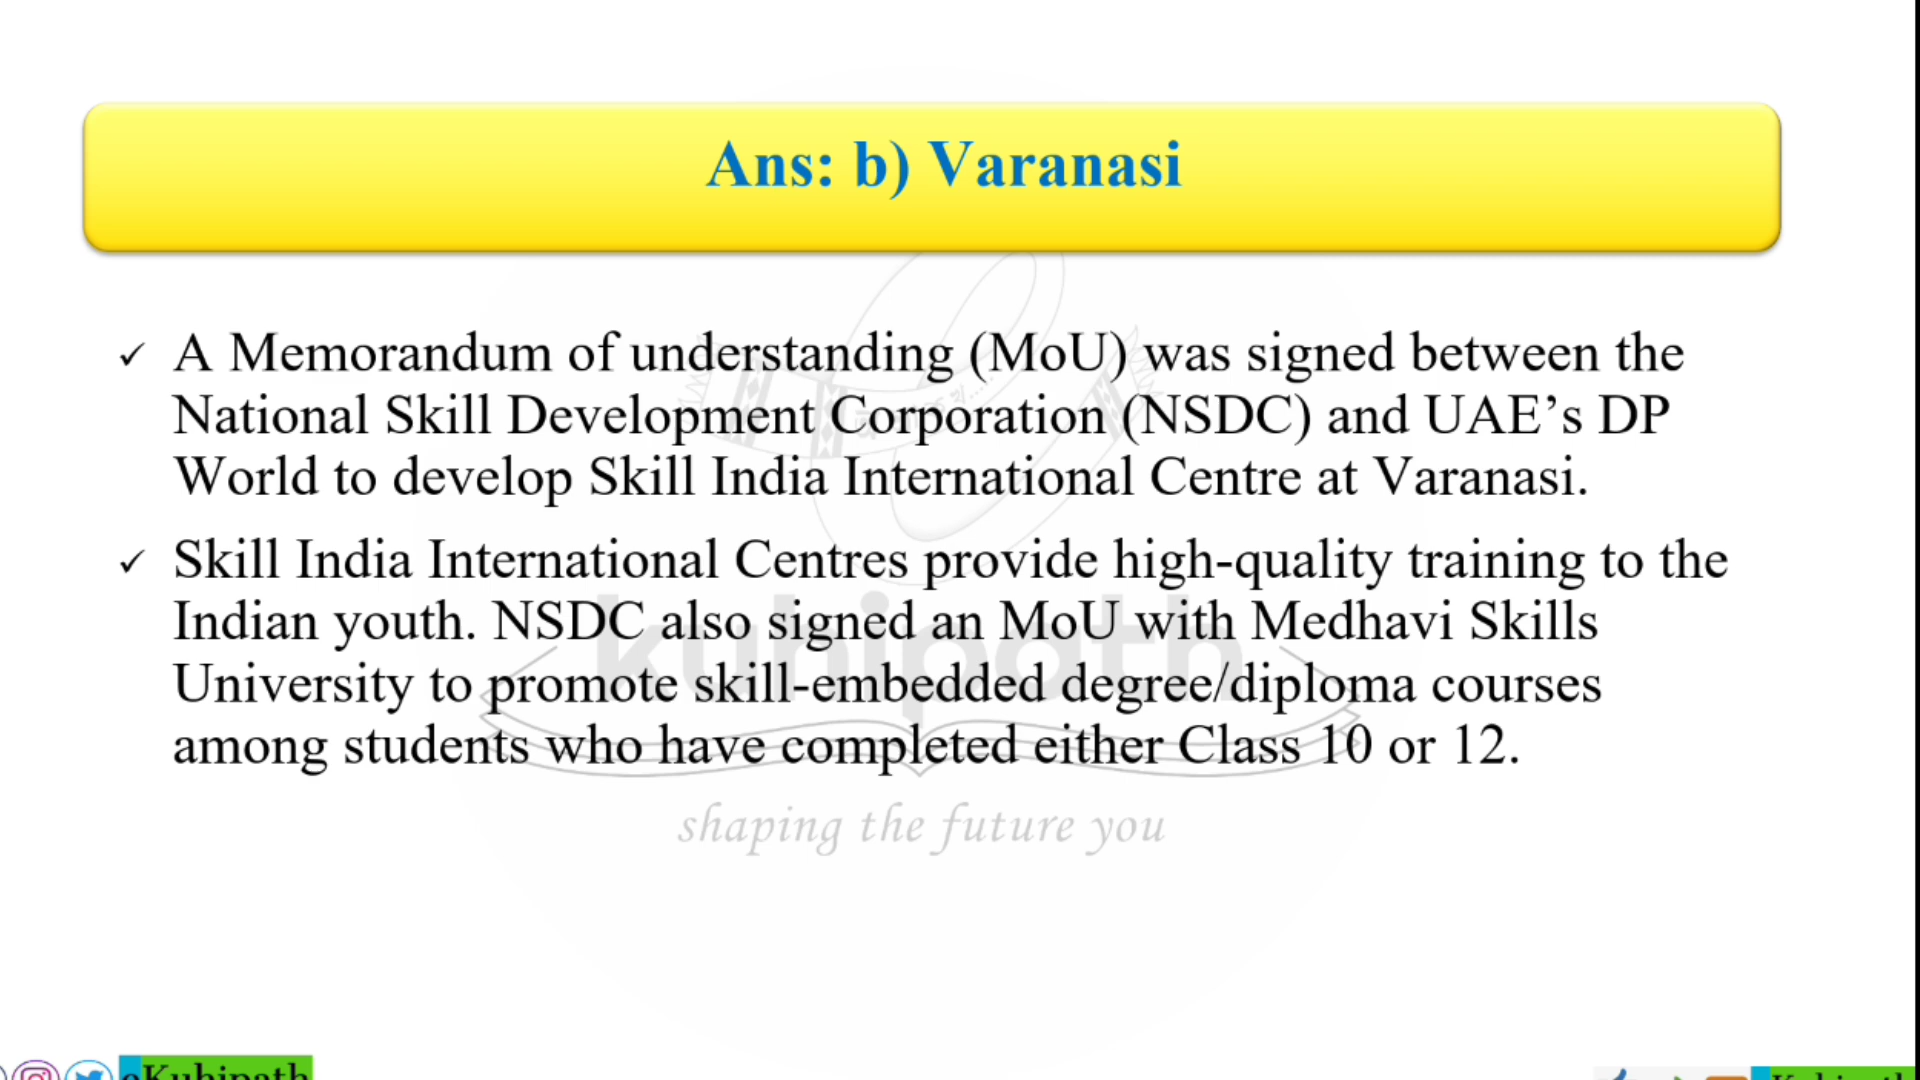 Ans: b) Varanasi
✓ A Memorandum of understanding (MoU) was signed between the
National Skill Development Corporation (NSDC) and UAE’s DP
World to develop Skill India International Centre at Varanasi.
✓ Skill India International Centres provide high-quality training to the
Indian youth. NSDC also signed an MoU with Medhavi Skills
University to promote skill-embedded degree/diploma courses
among students who have completed either Class 10 or 12.
kuhipath
shaping the future you
eKuhipath